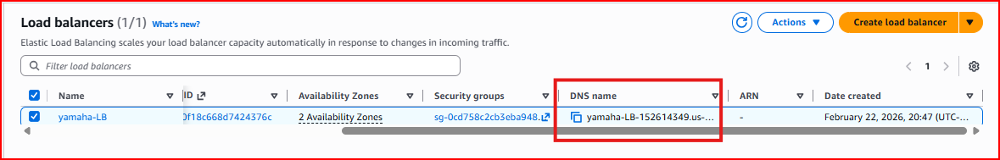 Load balancers (1/1) What's new?
Actions
Create load balancer
Elastic Load Balancing scales your load balancer capacity automatically in response to changes in incoming traffic.
Filter load balancers
1
Name ID Availability Zones Security groups DNS name ARN Date created
yamaha-LB 0f18c668d7424376c 2 Availability Zones sg-0cd758c2cb3eba948. yamaha-LB-152614349.us-... - February 22, 2026, 20:47 (UTC-...